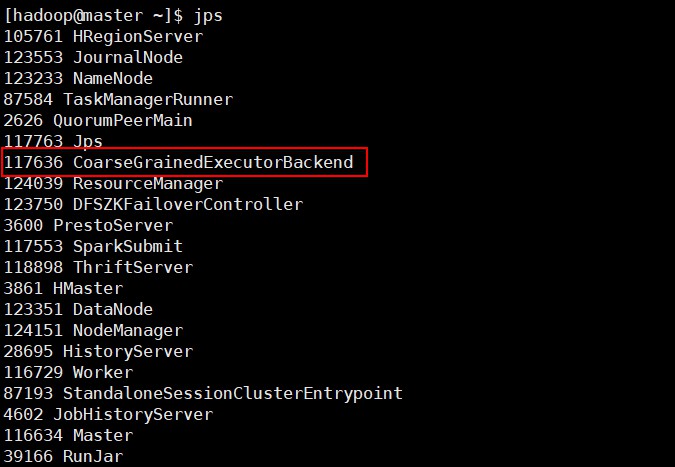 [hadoop@master ~]$ jps
105761 HRegionServer
123553 JournalNode
123233 NameNode
87584 TaskManagerRunner
2626 QuorumPeerMain
117763 Jps
117636 CoarseGrainedExecutorBackend
124039 ResourceManager
123750 DFSZKFailoverController
3600 PrestoServer
117553 SparkSubmit
118898 ThriftServer
3861 HMaster
123351 DataNode
124151 NodeManager
28695 HistoryServer
116729 Worker
87193 StandaloneSessionClusterEntrypoint
4602 JobHistoryServer
116634 Master
39166 RunJar